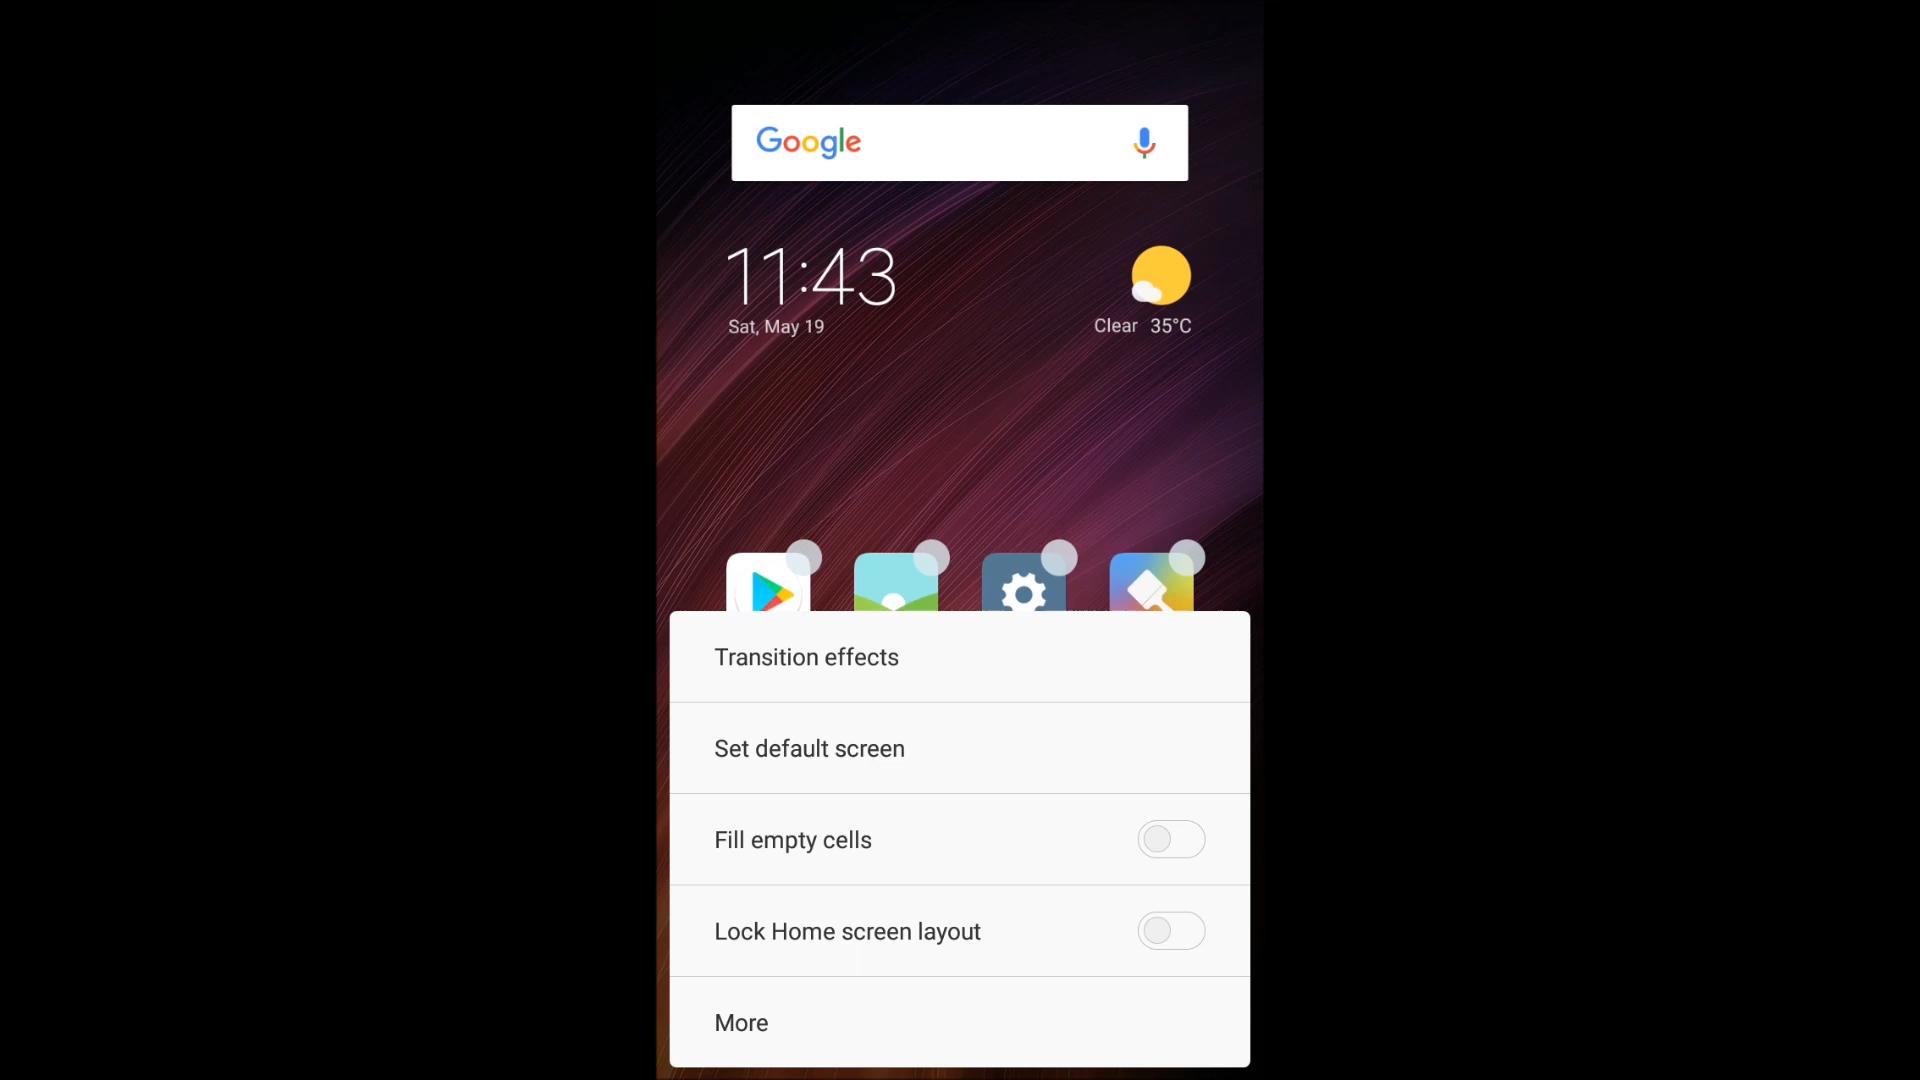 Google
11:43
Sat, May 19
Clear 35°C
Transition effects
Set default screen
Fill empty cells
Lock Home screen layout
More